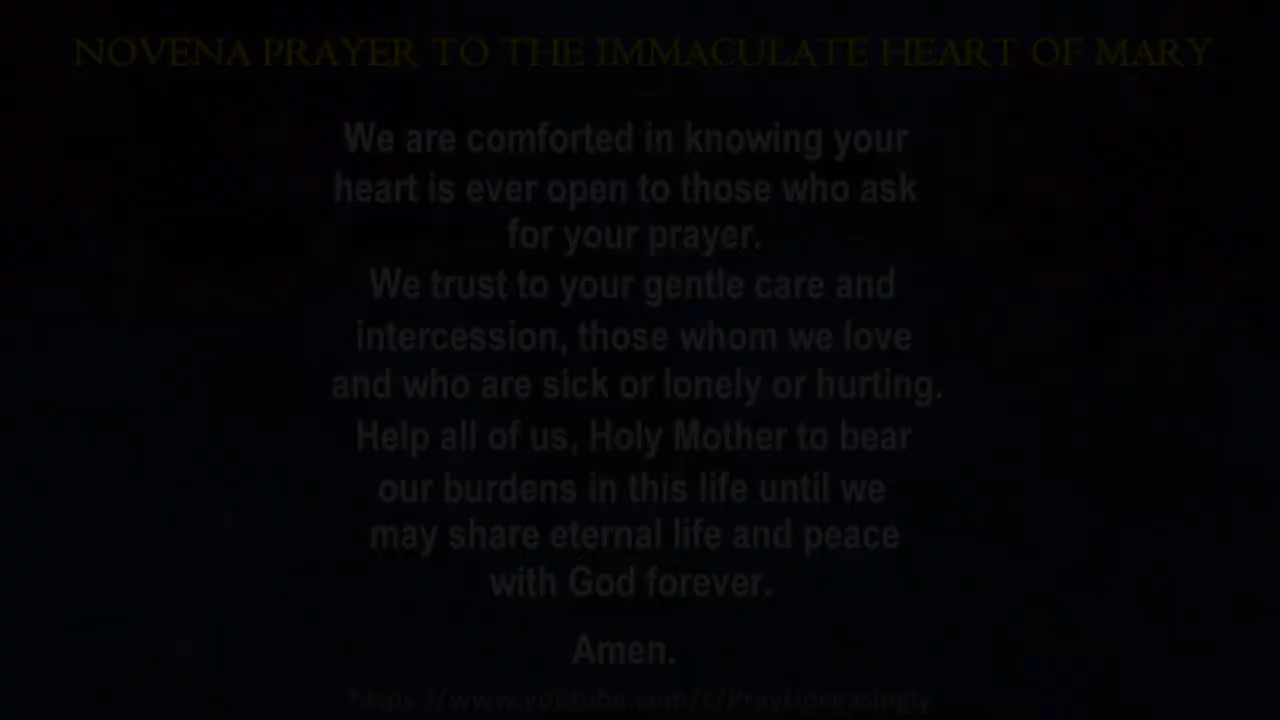 NOVENA PRAYER TO THE IMMACULATE HEART OF MARY
We are comforted in knowing your
heart is ever open to those who ask
for your prayer.
We trust to your gentle care and
intercession, those whom we love
and who are sick or lonely or hurting.
Help all of us, Holy Mother to bear
our burdens in this life until we
may share eternal life and peace
with God forever.
Amen.